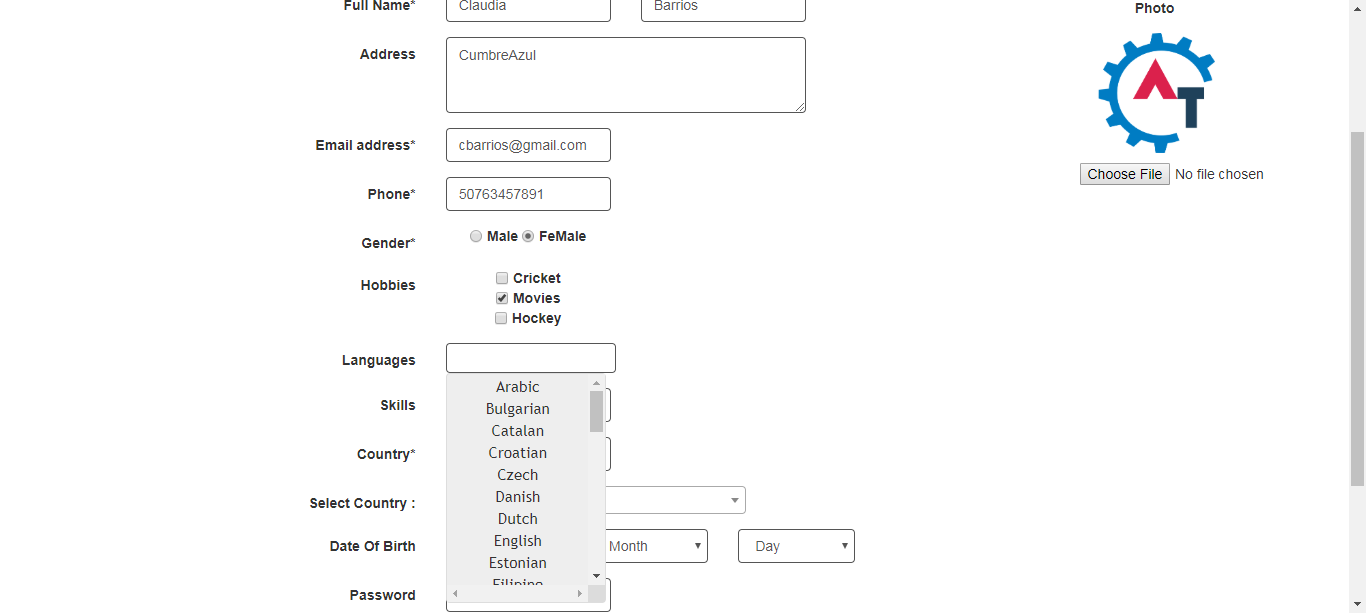 Full Name* Claudia Barrios
Photo
Address CumbreAzul
AT
Email address* cbarrios@gmail.com
Choose File No file chosen
Phone* 50763457891
Gender* Male FeMale
Hobbies Cricket
Movies
Hockey
Languages
Arabic
Skills
Bulgarian
Catalan
Country*
Croatian
Czech
Select Country :
Danish
Dutch
Date Of Birth Month Day
English
Estonian
Filipino
Password